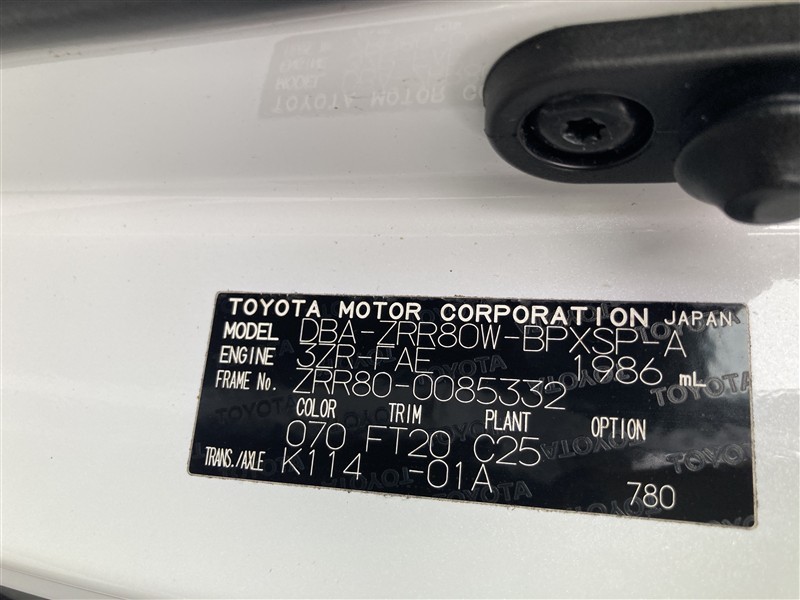 TOYOTA MOTOR CORPORATION JAPAN
MODEL DBA-ZRR80W-BPXSP-A
ENGINE 3ZR-FAE 1986 mL
FRAME No. ZRR80-0085332
COLOR TRIM PLANT OPTION
070 FT20 C25
TRANS./AXLE K114 -01A
780